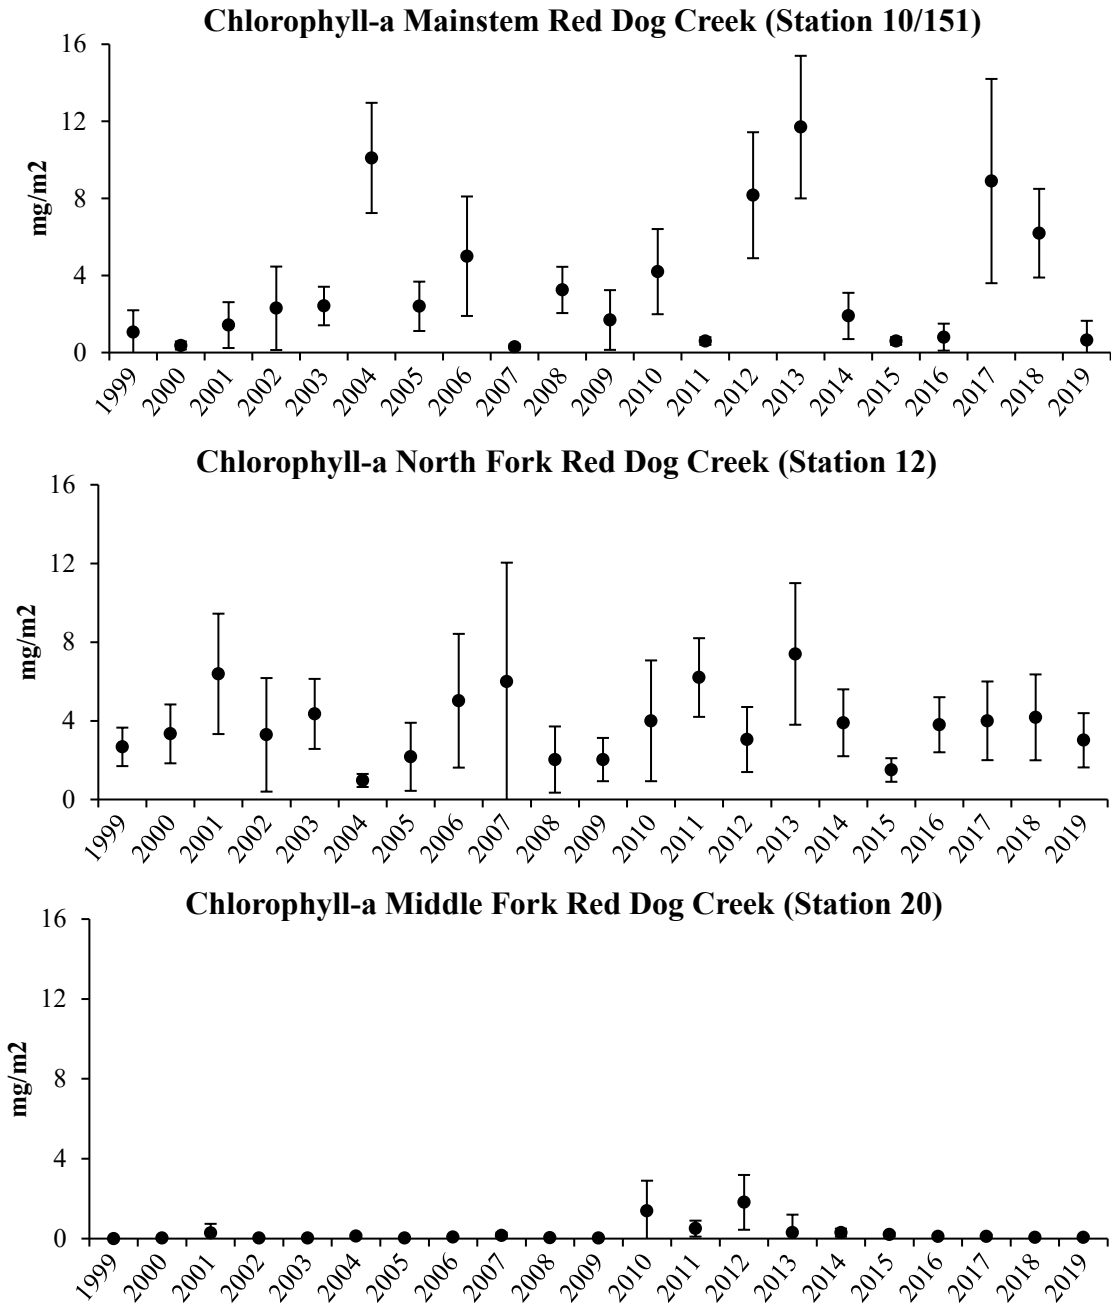 Chlorophyll-a Mainstem Red Dog Creek (Station 10/151)
16
12
8
4
0
mg/m2
1999 2000 2001 2002 2003 2004 2005 2006 2007 2008 2009 2010 2011 2012 2013 2014 2015 2016 2017 2018 2019
Chlorophyll-a North Fork Red Dog Creek (Station 12)
16
12
8
4
0
mg/m2
1999 2000 2001 2002 2003 2004 2005 2006 2007 2008 2009 2010 2011 2012 2013 2014 2015 2016 2017 2018 2019
Chlorophyll-a Middle Fork Red Dog Creek (Station 20)
16
12
8
4
0
mg/m2
1999 2000 2001 2002 2003 2004 2005 2006 2007 2008 2009 2010 2011 2012 2013 2014 2015 2016 2017 2018 2019